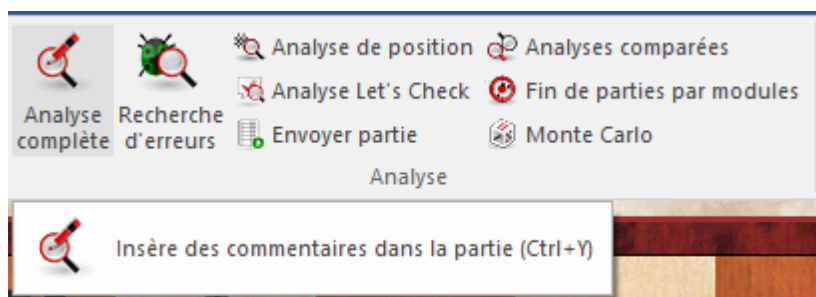 Analyse complète
Recherche d'erreurs
Analyse de position
Analyses comparées
Analyse Let's Check
Fin de parties par modules
Envoyer partie
Monte Carlo
Analyse
Insère des commentaires dans la partie (Ctrl+Y)